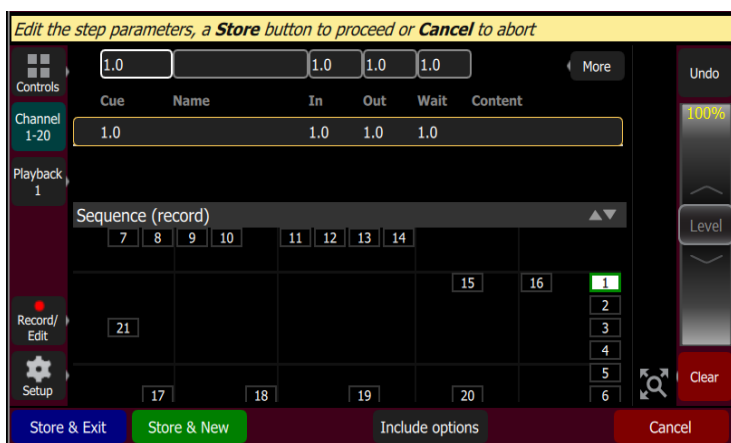 Edit the step parameters, a Store button to proceed or Cancel to abort
1.0 1.0 1.0 1.0 More Undo
Controls
Cue Name In Out Wait Content
Channel
1-20
1.0 1.0 1.0 1.0
100%
Playback
1
Sequence (record)
Level
7 8 9 10 11 12 13 14
15 16 1
2
Record/
Edit
21 3
4
Setup
5
Clear
17 18 19 20 6
Store & Exit Store & New Include options Cancel